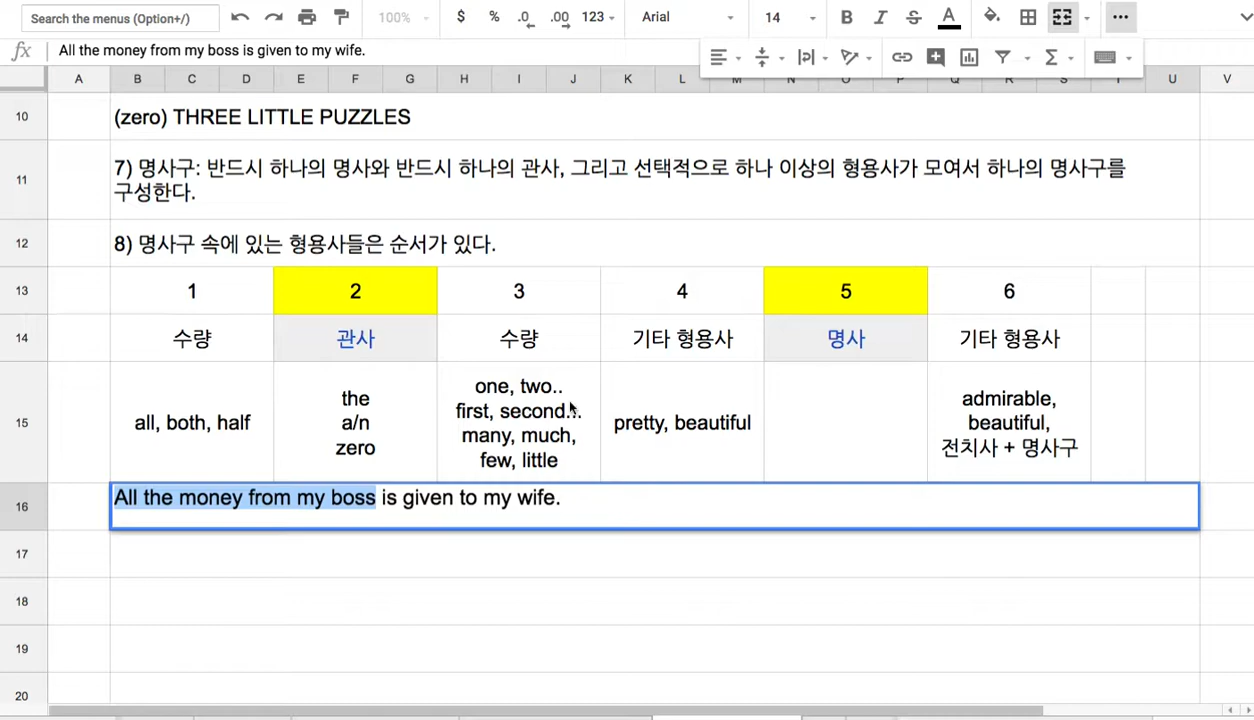 Search the menus (Option+/)
100%
$ % .0 .00 123
Arial
14
B I S A
fx All the money from my boss is given to my wife.
A B C D E F G H I J K L M N O P Q R S T U V
10 (zero) THREE LITTLE PUZZLES
11 7) 명사구: 반드시 하나의 명사와 반드시 하나의 관사, 그리고 선택적으로 하나 이상의 형용사가 모여서 하나의 명사구를
구성한다.
12 8) 명사구 속에 있는 형용사들은 순서가 있다.
13 1 2 3 4 5 6
14 수량 관사 수량 기타 형용사 명사 기타 형용사
15
all, both, half
the
a/n
zero
one, two..
first, second...
many, much,
few, little
pretty, beautiful
admirable,
beautiful,
전치사 + 명사구
16 All the money from my boss is given to my wife.
17
18
19
20